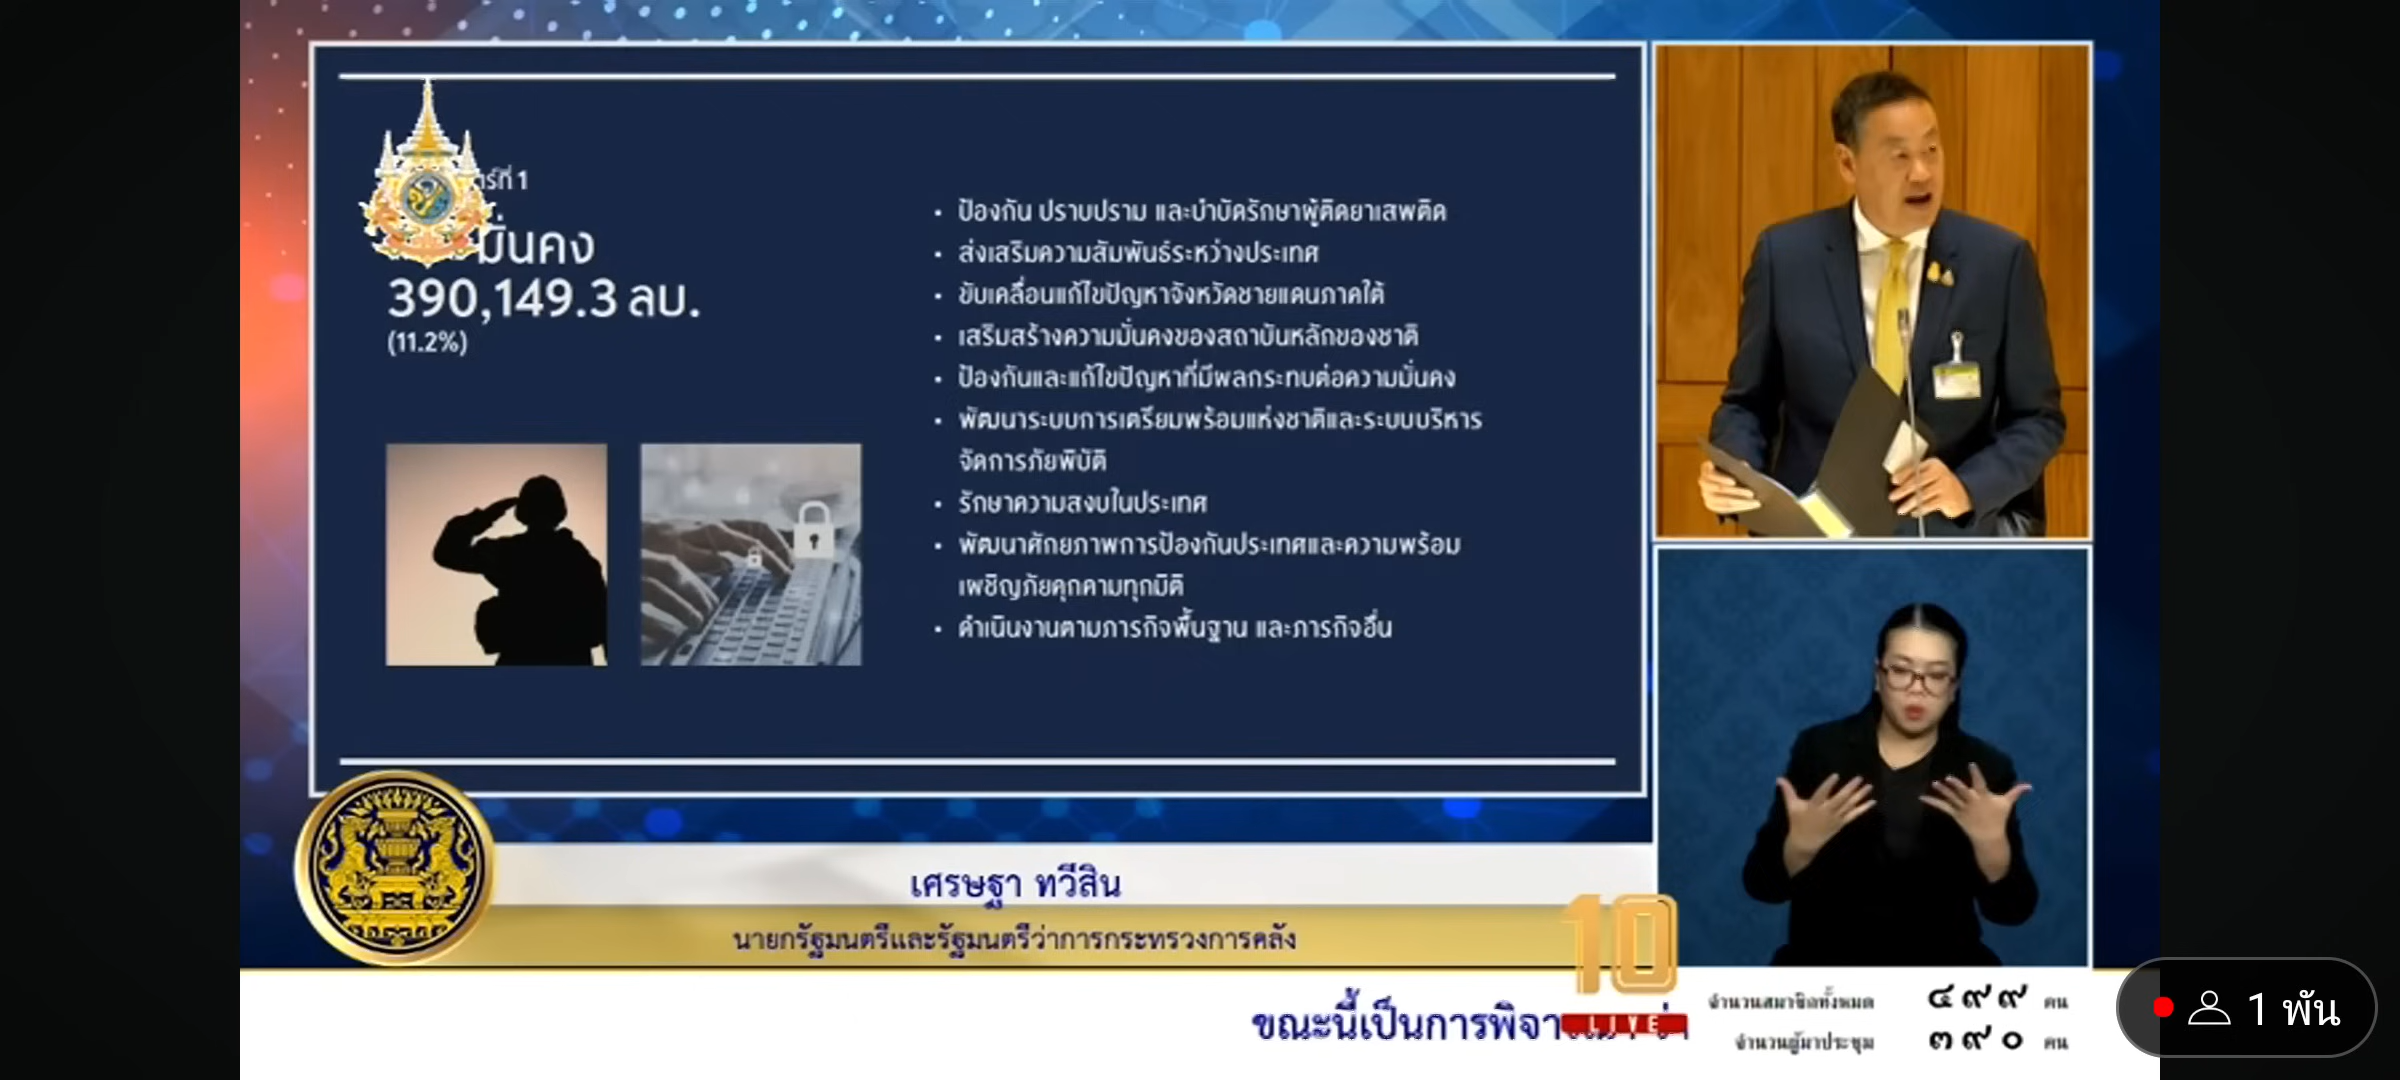 ร์ที่ 1
มั่นคง
390,149.3 ลบ.
(11.2%)
• ป้องกัน ปราบปราม และบำบัดรักษาผู้ติดยาเสพติด
• ส่งเสริมความสัมพันธ์ระหว่างประเทศ
• ขับเคลื่อนแก้ไขปัญหาจังหวัดชายแดนภาคใต้
• เสริมสร้างความมั่นคงของสถาบันหลักของชาติ
• ป้องกันและแก้ไขปัญหาที่มีผลกระทบต่อความมั่นคง
• พัฒนาระบบการเตรียมพร้อมแห่งชาติและระบบบริหาร
จัดการภัยพิบัติ
• รักษาความสงบในประเทศ
• พัฒนาศักยภาพการป้องกันประเทศและความพร้อม
เผชิญภัยคุกคามทุกมิติ
• ดำเนินงานตามภารกิจพื้นฐาน และภารกิจอื่น
เศรษฐา ทวีสิน
นายกรัฐมนตรีและรัฐมนตรีว่าการกระทรวงการคลัง
10
LIVE
ขณะนี้เป็นการ
จำนวนสมาชิกทั้งหมด ๔๙๙ คน
จำนวนผู้มาประชุม ๓๙๐ คน
1 พัน